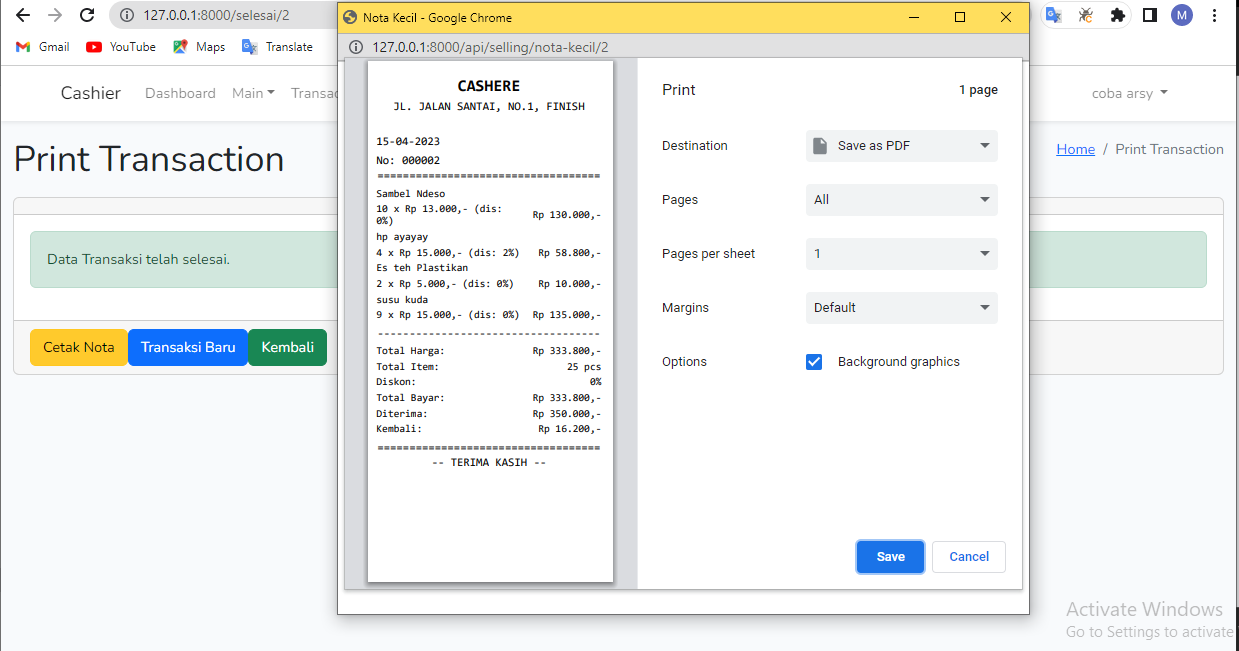 127.0.0.1:8000/selesai/2
Nota Kecil - Google Chrome
M
Gmail
YouTube
Maps
Translate
127.0.0.1:8000/api/selling/nota-kecil/2
Cashier
Dashboard
Main
Transac
coba arsy
Print Transaction
Home / Print Transaction
Data Transaksi telah selesai.
Cetak Nota
Transaksi Baru
Kembali
CASHERE
JL. JALAN SANTAI, NO.1, FINISH
15-04-2023
No: 000002
===================================
Sambel Ndeso
10 x Rp 13.000,- (dis: 0%) Rp 130.000,-
hp ayayay
4 x Rp 15.000,- (dis: 2%) Rp 58.800,-
Es teh Plastikan
2 x Rp 5.000,- (dis: 0%) Rp 10.000,-
susu kuda
9 x Rp 15.000,- (dis: 0%) Rp 135.000,-
-----------------------------------
Total Harga: Rp 333.800,-
Total Item: 25 pcs
Diskon: 0%
Total Bayar: Rp 333.800,-
Diterima: Rp 350.000,-
Kembali: Rp 16.200,-
===================================
-- TERIMA KASIH --
Print
1 page
Destination
Save as PDF
Pages
All
Pages per sheet
1
Margins
Default
Options
Background graphics
Save
Cancel
Activate Windows
Go to Settings to activate